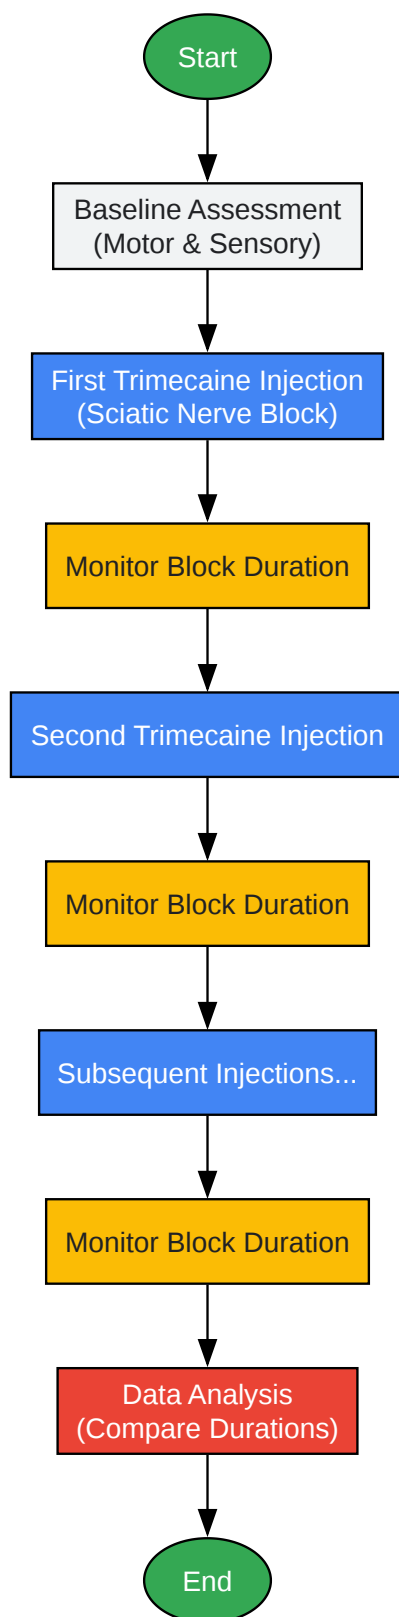 Start
Baseline Assessment
(Motor & Sensory)
First Trimecaine Injection
(Sciatic Nerve Block)
Monitor Block Duration
Second Trimecaine Injection
Monitor Block Duration
Subsequent Injections...
Monitor Block Duration
Data Analysis
(Compare Durations)
End